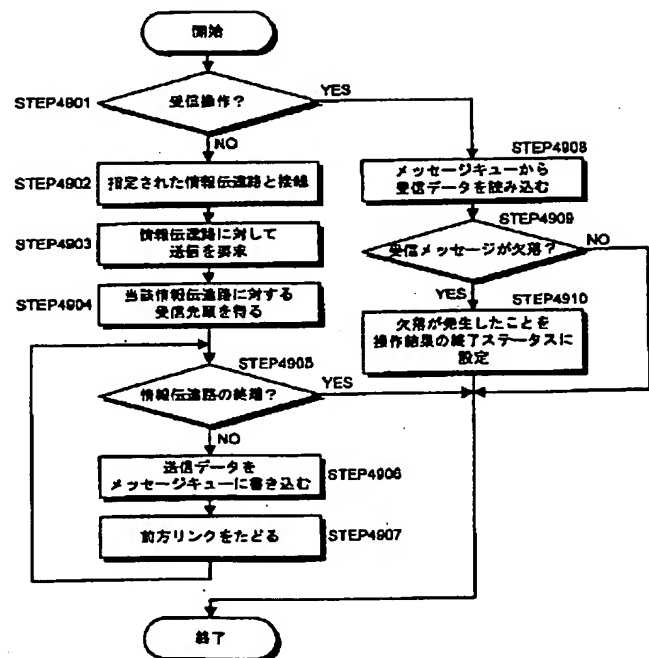 開始
STEP4901
受信操作?
YES
NO
STEP4902
指定された情報伝達路と接続
STEP4903
情報伝達路に対して
送信を要求
STEP4904
当該情報伝達路に対する
受信先頭を得る
STEP4905
情報伝達路の終端?
YES
NO
送信データを
メッセージキューに書き込む
STEP4906
前方リンクをたどる
STEP4907
STEP4908
メッセージキューから
受信データを読み込む
STEP4909
受信メッセージが欠落?
NO
YES
STEP4910
欠落が発生したことを
操作結果の終了ステータスに
設定
終了